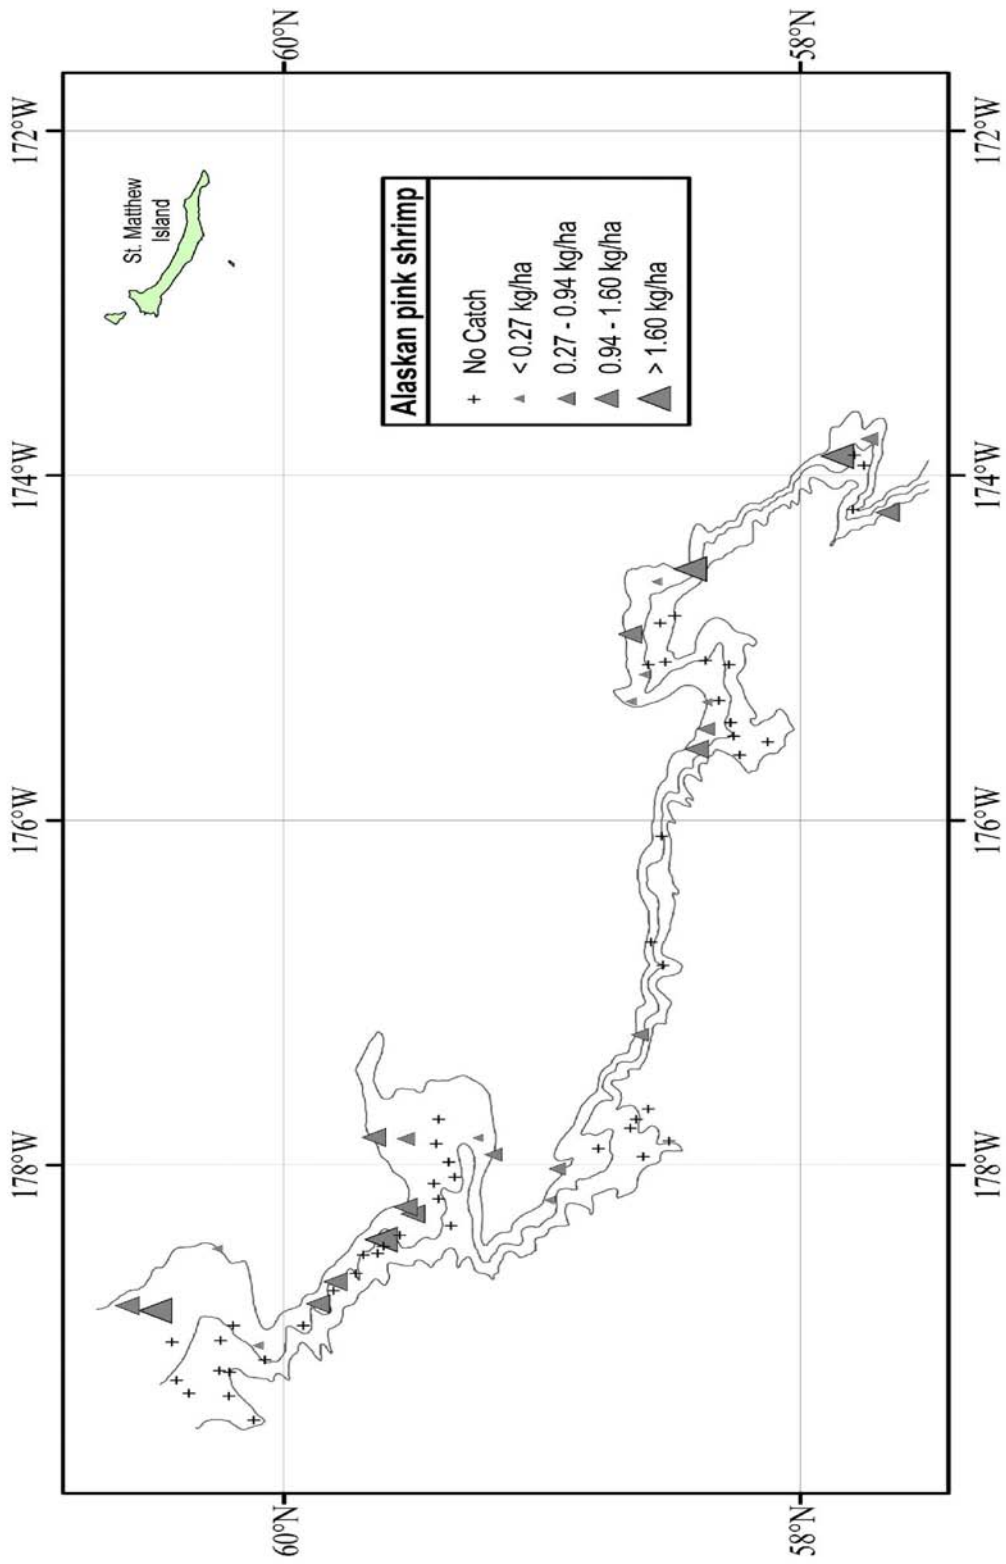 172°W
174°W
176°W
178°W
60°N
58°N
St. Matthew
Island
Alaskan pink shrimp
No Catch
< 0.27 kg/ha
0.27 - 0.94 kg/ha
0.94 - 1.60 kg/ha
> 1.60 kg/ha
60°N
58°N
172°W
174°W
176°W
178°W